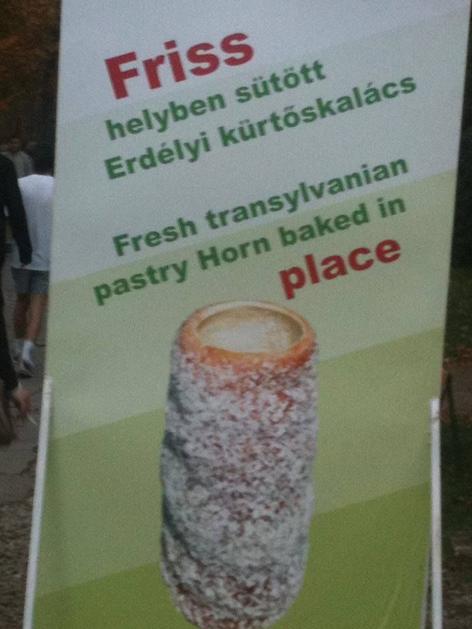 Friss
helyben sütött
Erdélyi kürtőskalács
Fresh transylvanian
pastry Horn baked in
place